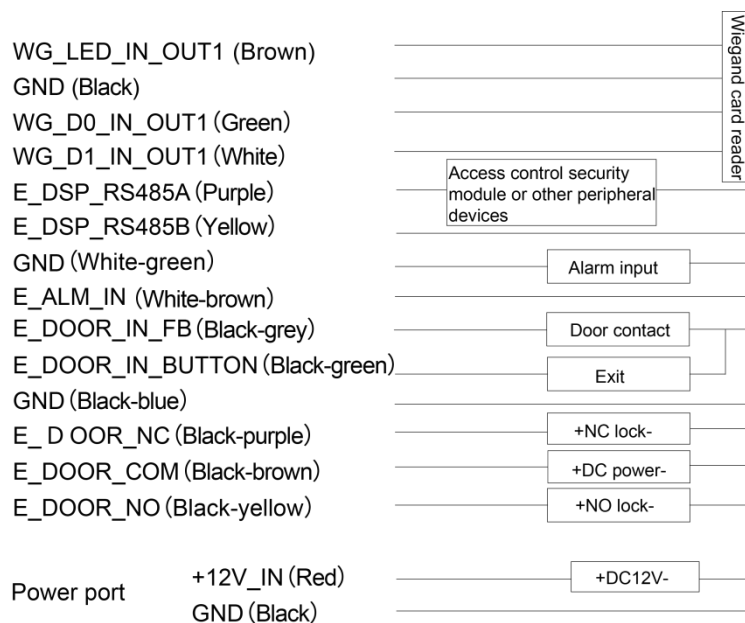 WG_LED_IN_OUT1 (Brown)
GND (Black)
WG_D0_IN_OUT1 (Green)
WG_D1_IN_OUT1 (White)
Wiegand card reader
E_DSP_RS485A (Purple)
Access control security
module or other peripheral
devices
E_DSP_RS485B (Yellow)
GND (White-green)
Alarm input
E_ALM_IN (White-brown)
E_DOOR_IN_FB (Black-grey)
Door contact
E_DOOR_IN_BUTTON (Black-green)
Exit
GND (Black-blue)
E_ D OOR_NC (Black-purple)
+NC lock-
E_DOOR_COM (Black-brown)
+DC power-
E_DOOR_NO (Black-yellow)
+NO lock-
Power port
+12V_IN (Red)
+DC12V-
GND (Black)